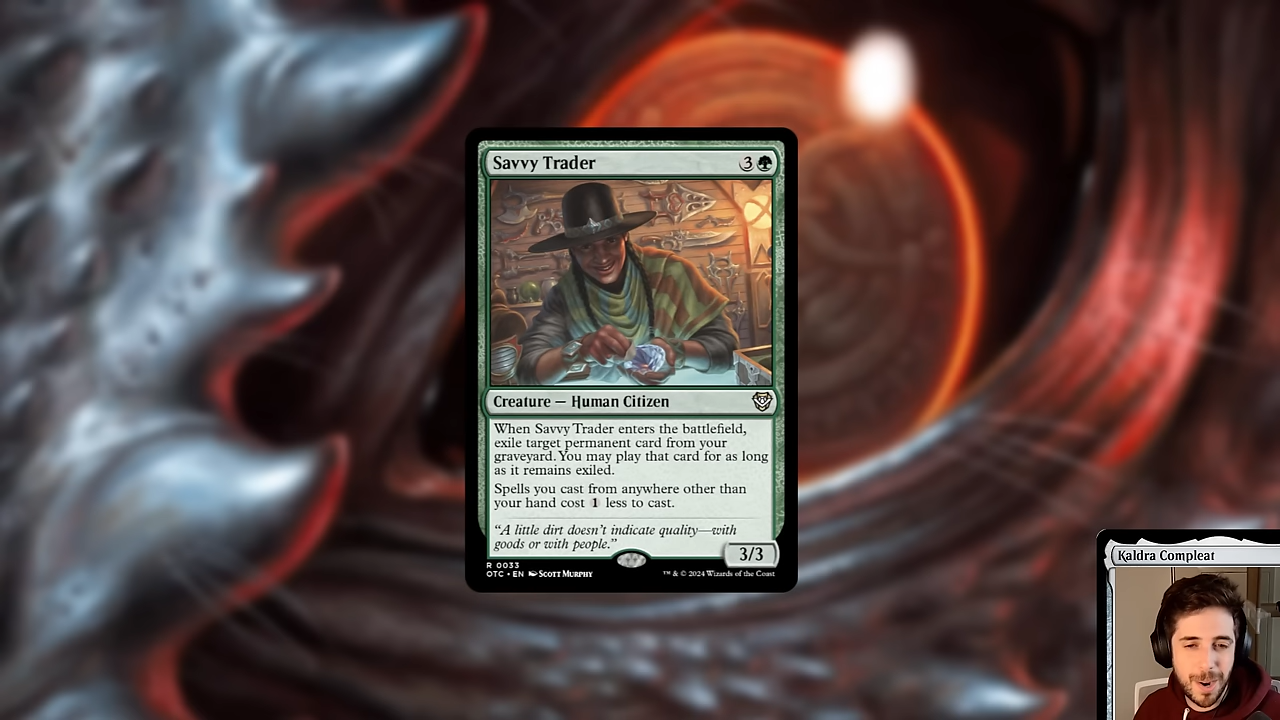 Savvy Trader 3
Creature — Human Citizen
When Savvy Trader enters the battlefield,
exile target permanent card from your
graveyard. You may play that card for as long
as it remains exiled.
Spells you cast from anywhere other than
your hand cost 1 less to cast.
“A little dirt doesn’t indicate quality—with
goods or with people.”
3/3
R 0033
OTC • EN Scott Murphy
™ & © 2024 Wizards of the Coast
Kaldra Compleat